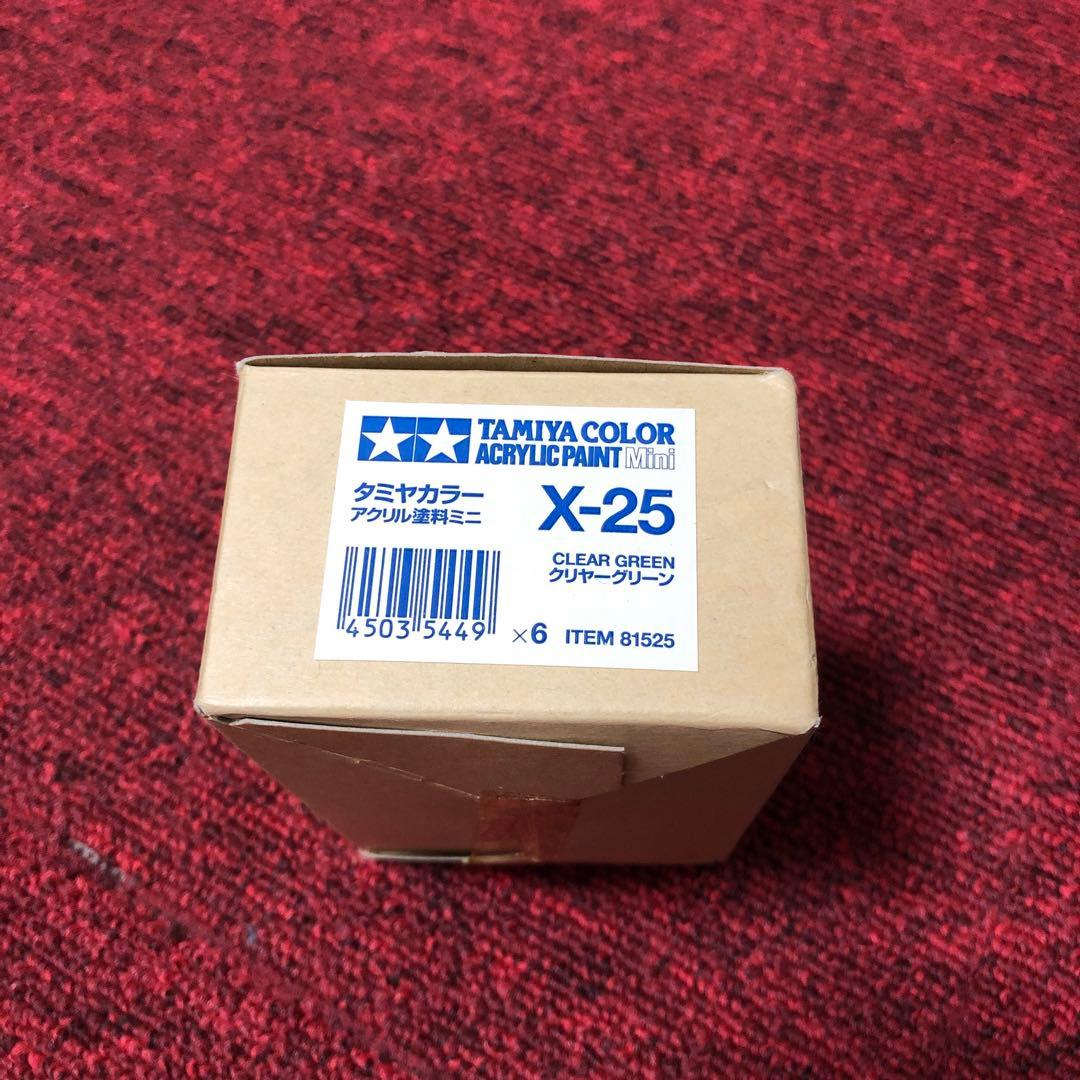 TAMIYA COLOR
ACRYLIC PAINT Mini
タミヤカラー
アクリル塗料ミニ
X-25
CLEAR GREEN
クリヤーグリーン
4503 5449
×6 ITEM 81525